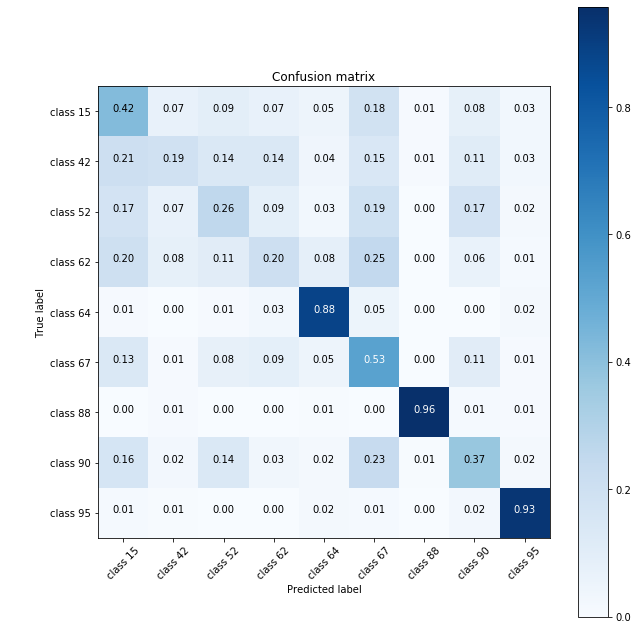 Confusion matrix
class 15 0.42 0.07 0.09 0.07 0.05 0.18 0.01 0.08 0.03
class 42 0.21 0.19 0.14 0.14 0.04 0.15 0.01 0.11 0.03
class 52 0.17 0.07 0.26 0.09 0.03 0.19 0.00 0.17 0.02
class 62 0.20 0.08 0.11 0.20 0.08 0.25 0.00 0.06 0.01
class 64 0.01 0.00 0.01 0.03 0.88 0.05 0.00 0.00 0.02
class 67 0.13 0.01 0.08 0.09 0.05 0.53 0.00 0.11 0.01
class 88 0.00 0.01 0.00 0.00 0.01 0.00 0.96 0.01 0.01
class 90 0.16 0.02 0.14 0.03 0.02 0.23 0.01 0.37 0.02
class 95 0.01 0.01 0.00 0.00 0.02 0.01 0.00 0.02 0.93
True label
class 15 class 42 class 52 class 62 class 64 class 67 class 88 class 90 class 95
Predicted label
0.8
0.6
0.4
0.2
0.0